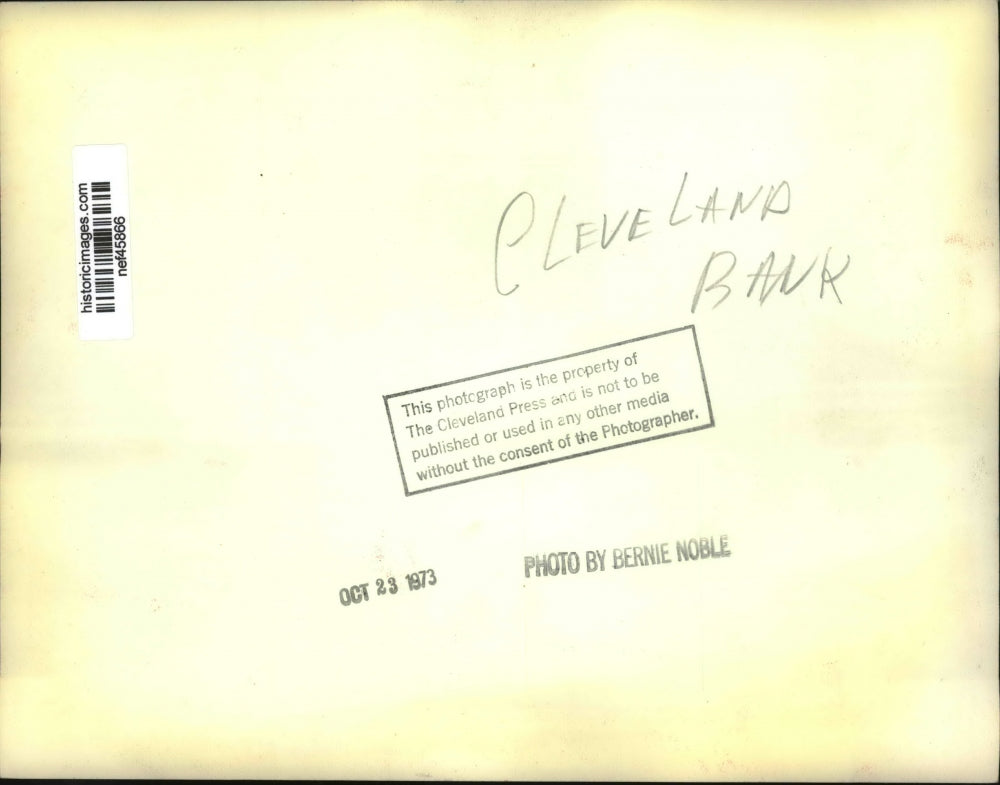 historicimages.com
nef45866
CLEVELAND
BANK
This photograph is the property of
The Cleveland Press and is not to be
published or used in any other media
without the consent of the Photographer.
OCT 23 1973
PHOTO BY BERNIE NOBLE